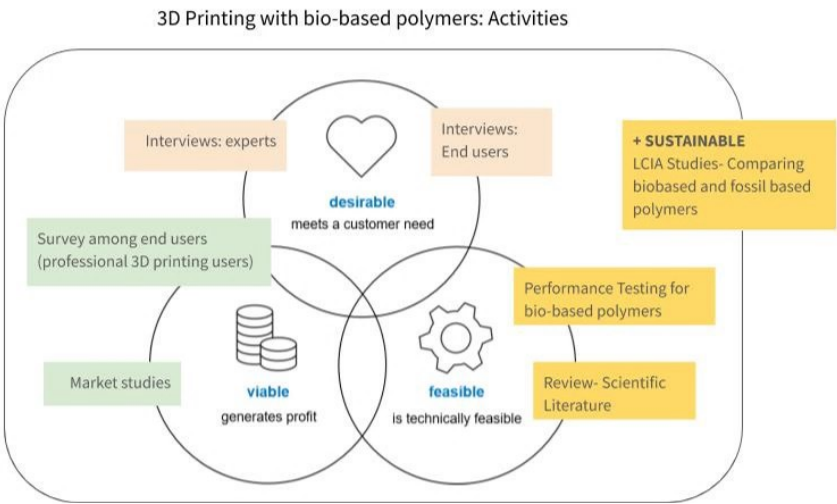 3D Printing with bio-based polymers: Activities
Interviews: experts
Interviews:
End users
+ SUSTAINABLE
LCIA Studies- Comparing
biobased and fossil based
polymers
desirable
meets a customer need
Survey among end users
(professional 3D printing users)
Performance Testing for
bio-based polymers
Market studies
viable
generates profit
feasible
is technically feasible
Review- Scientific
Literature